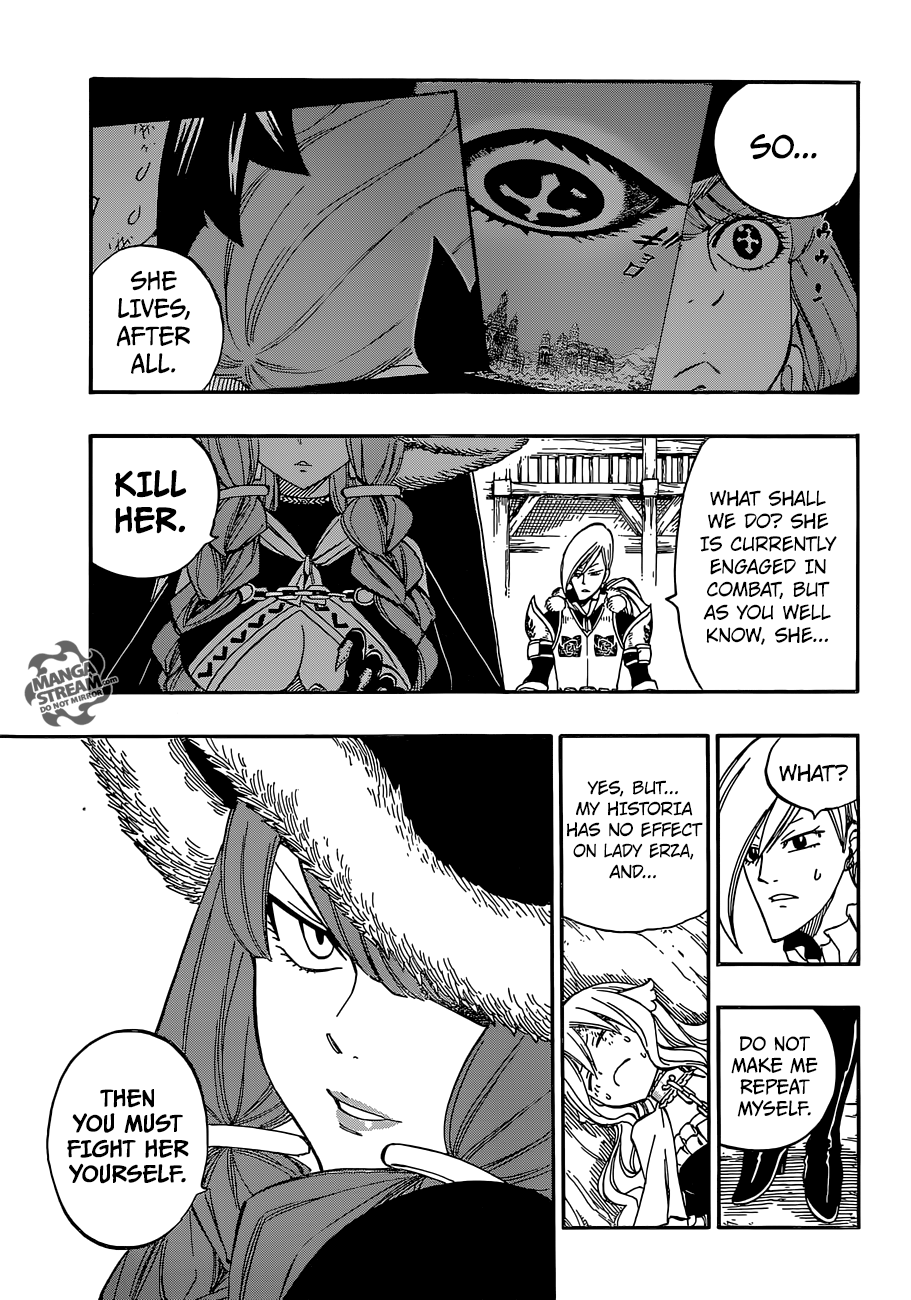 SO...
SHE
LIVES,
AFTER
ALL.
WHAT SHALL
WE DO? SHE
IS CURRENTLY
ENGAGED IN
COMBAT, BUT
AS YOU WELL
KNOW, SHE...
KILL
HER.
MANGA
STREAM.com
DO NOT MIRROR
WHAT?
DO NOT
MAKE ME
REPEAT
MYSELF.
YES, BUT...
MY HISTORIA
HAS NO EFFECT
ON LADY ERZA,
AND...
THEN
YOU MUST
FIGHT HER
YOURSELF.